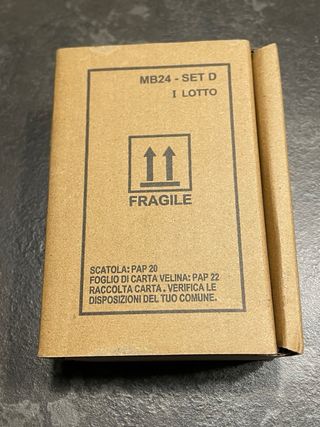 MB24 - SET D
I LOTTO
FRAGILE
SCATOLA: PAP 20
FOGLIO DI CARTA VELINA: PAP 22
RACCOLTA CARTA. VERIFICA LE
DISPOSIZIONI DEL TUO COMUNE.